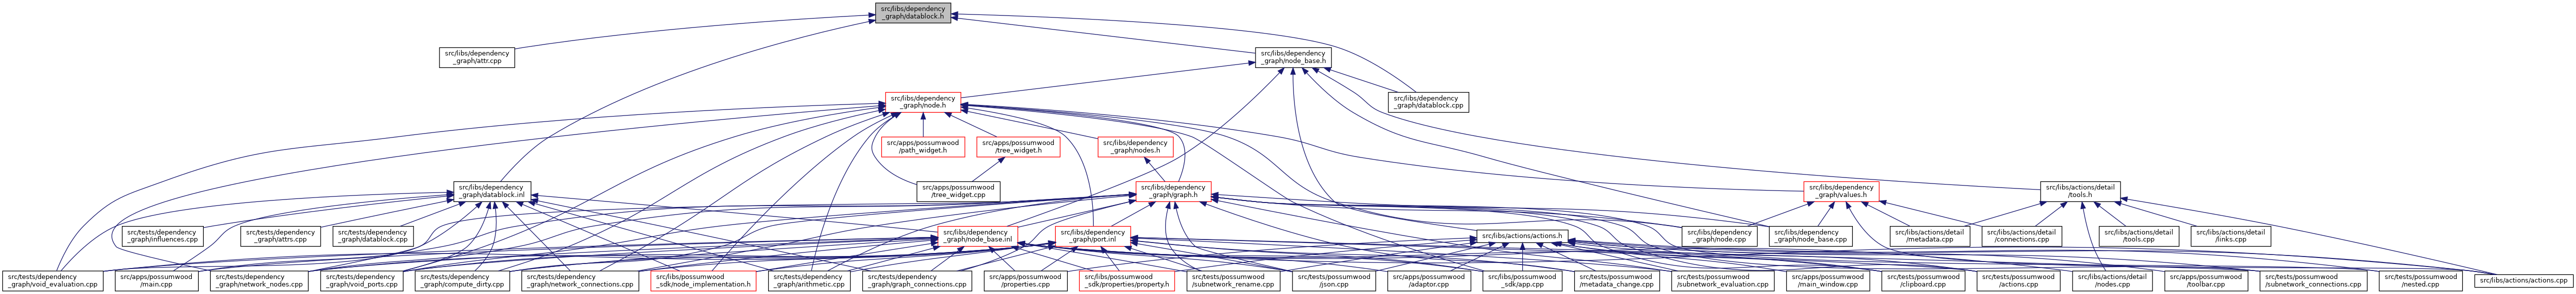 src/libs/dependency
_graph/datablock.h
src/libs/dependency
_graph/attr.cpp
src/libs/dependency
_graph/node_base.h
src/libs/dependency
_graph/node.h
src/libs/dependency
_graph/datablock.cpp
src/apps/possumwood
/path_widget.h
src/apps/possumwood
/tree_widget.h
src/libs/dependency
_graph/nodes.h
src/libs/dependency
_graph/datablock.inl
src/apps/possumwood
/tree_widget.cpp
src/libs/dependency
_graph/graph.h
src/libs/dependency
_graph/values.h
src/libs/actions/detail
/tools.h
src/tests/dependency
_graph/influences.cpp
src/tests/dependency
_graph/attrs.cpp
src/tests/dependency
_graph/datablock.cpp
src/libs/dependency
_graph/node_base.inl
src/libs/dependency
_graph/port.inl
src/libs/actions/actions.h
src/libs/dependency
_graph/node.cpp
src/libs/dependency
_graph/node_base.cpp
src/libs/actions/detail
/metadata.cpp
src/libs/actions/detail
/connections.cpp
src/libs/actions/detail
/tools.cpp
src/libs/actions/detail
/links.cpp
src/tests/dependency
_graph/void_evaluation.cpp
src/apps/possumwood
/main.cpp
src/tests/dependency
_graph/network_nodes.cpp
src/tests/dependency
_graph/void_ports.cpp
src/tests/dependency
_graph/compute_dirty.cpp
src/tests/dependency
_graph/network_connections.cpp
src/libs/possumwood
_sdk/node_implementation.h
src/tests/dependency
_graph/arithmetic.cpp
src/tests/dependency
_graph/graph_connections.cpp
src/apps/possumwood
/properties.cpp
src/libs/possumwood
_sdk/properties/property.h
src/tests/possumwood
/subnetwork_rename.cpp
src/tests/possumwood
/json.cpp
src/apps/possumwood
/adaptor.cpp
src/libs/possumwood
_sdk/app.cpp
src/tests/possumwood
/metadata_change.cpp
src/tests/possumwood
/subnetwork_evaluation.cpp
src/apps/possumwood
/main_window.cpp
src/tests/possumwood
/clipboard.cpp
src/tests/possumwood
/actions.cpp
src/libs/actions/detail
/nodes.cpp
src/apps/possumwood
/toolbar.cpp
src/tests/possumwood
/subnetwork_connections.cpp
src/tests/possumwood
/nested.cpp
src/libs/actions/actions.cpp